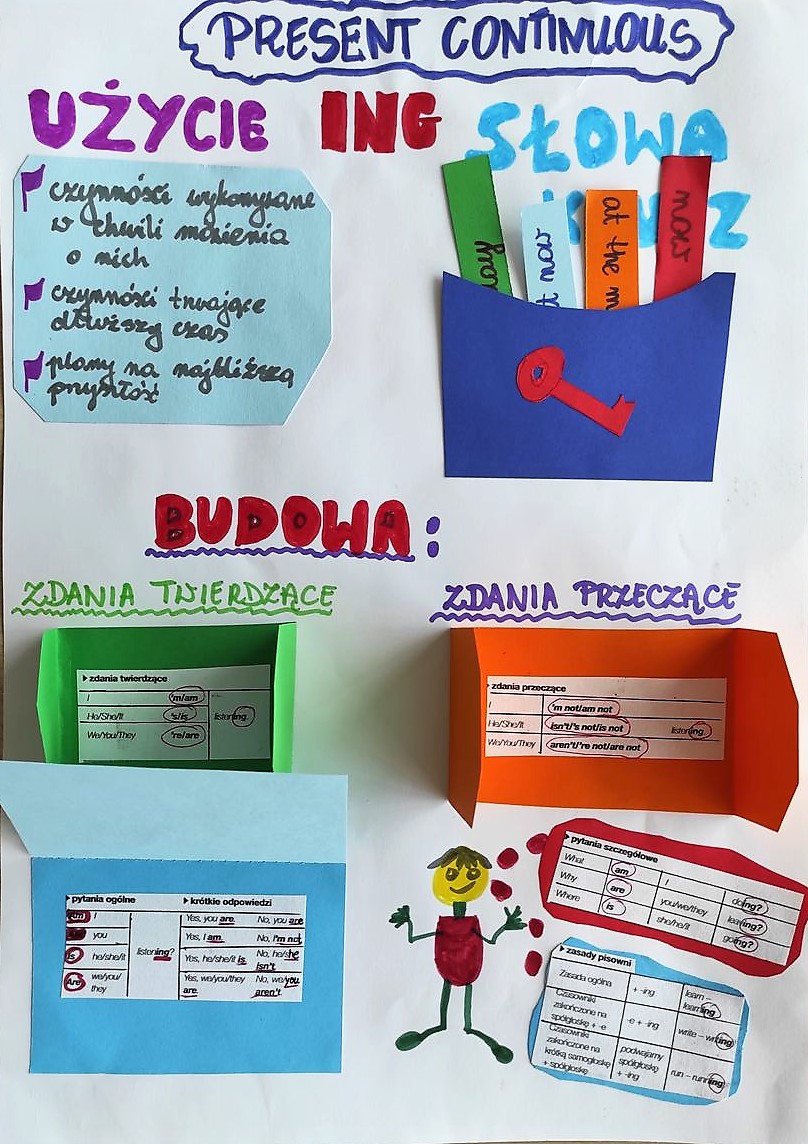 PRESENT CONTINUOUS
UŻYCIE ING SŁOWA
czynności wykonywane
w chwili mówienia
o nich
czynności trwające
dłuższy czas
plany na najbliższą
przyszłość
now
at the m
t now
BUDOWA:
ZDANIA TWIERDZĄCE
zdania twierdzące
I 'm/am
He/She/It 's/is listening.
We/You/They 're/are
ZDANIA PRZECZĄCE
zdania przeczące
I 'm not/am not
He/She/It isn't/'s not/is not listening.
We/You/They aren't/'re not/are not
pytania ogólne krótkie odpowiedzi
Am I Yes, you are. No, you are
you Yes, I am. No, I'm not.
Is he/she/it listening? Yes, he/she/it is. No, he/she isn't.
Are we/you/they Yes, we/you/they are. No, we/you aren't.
pytania szczegółowe
What am I doing?
Why are you/we/they leaving?
Where is she/he/it going?
zasady pisowni
Zasada ogólna + -ing learn – learning
Czasowniki zakończone na spółgłoskę + -e -e + -ing write – writing
Czasowniki zakończone na krótką samogłoskę + spółgłoskę podwajamy spółgłoskę + -ing run – running